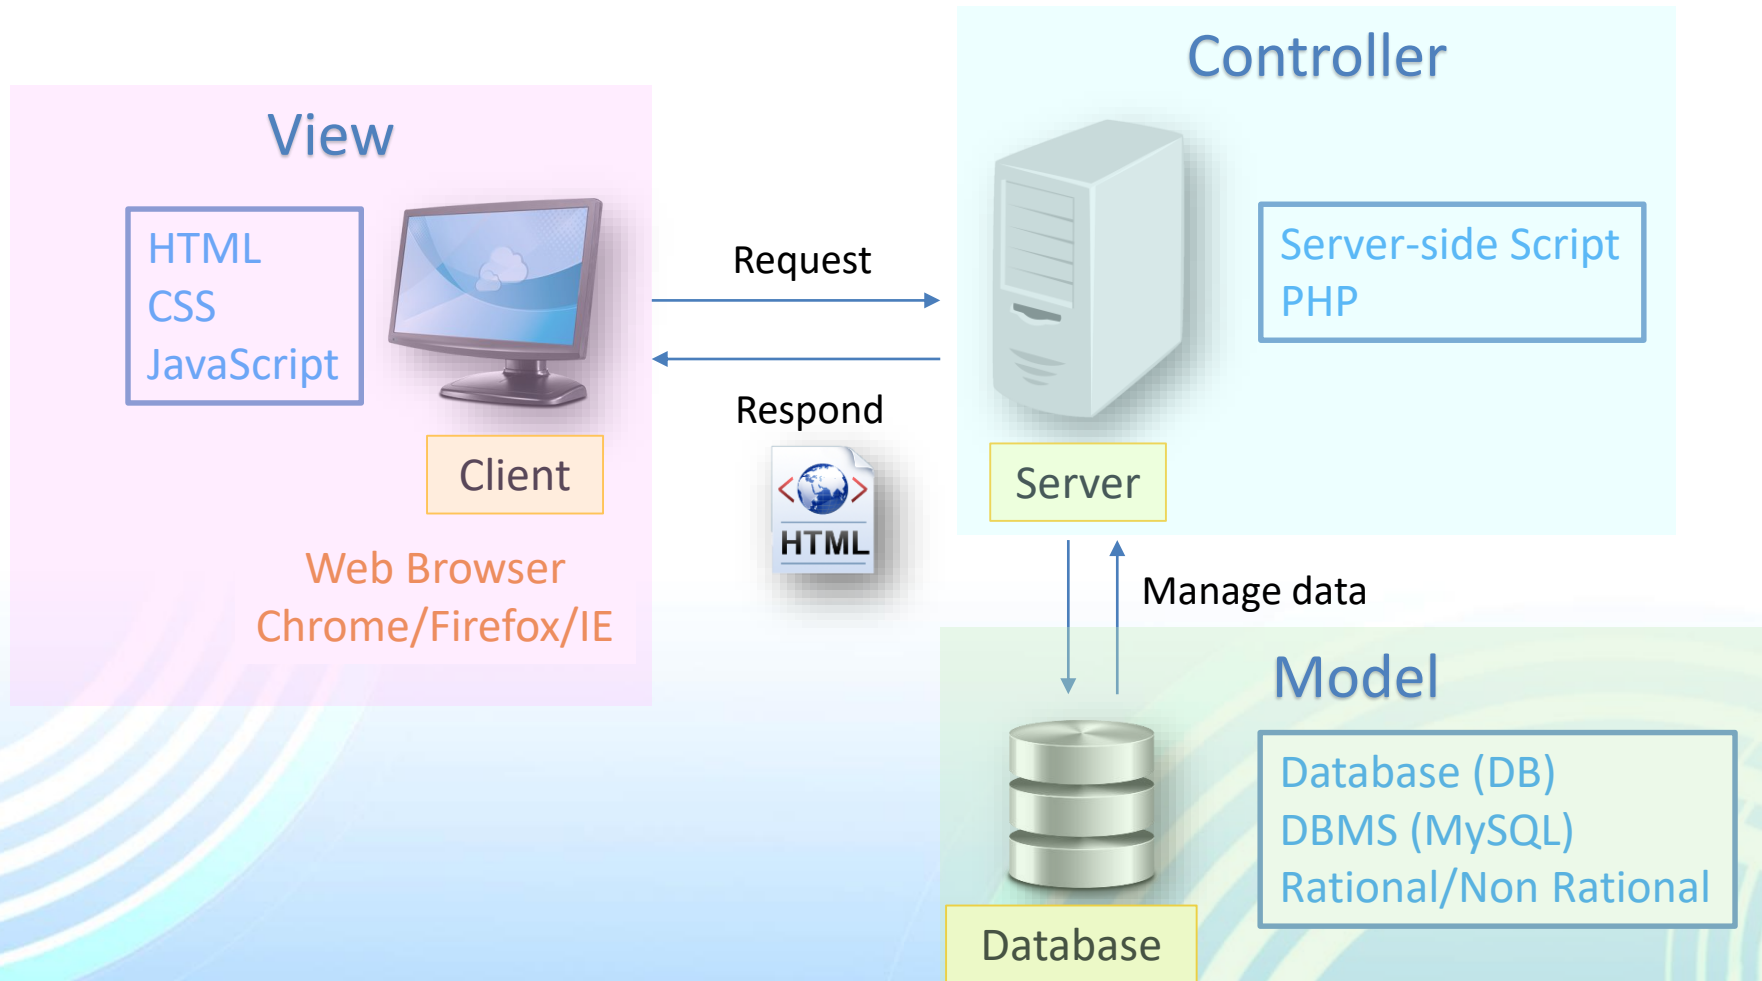 View
HTML
CSS
JavaScript
Client
Web Browser
Chrome/Firefox/IE
Request
Respond
< >
HTML
Controller
Server-side Script
PHP
Server
Manage data
Model
Database (DB)
DBMS (MySQL)
Rational/Non Rational
Database